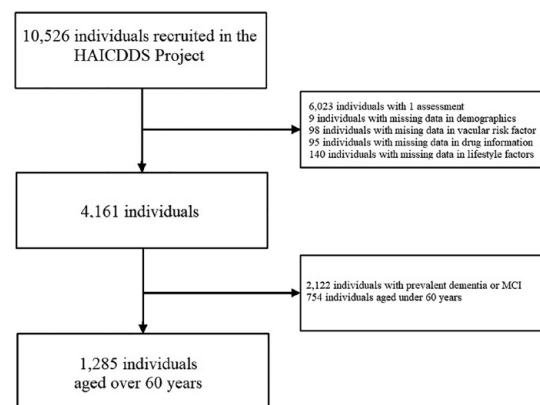 10,526 individuals recruited in the
HAICDDS Project
6,023 individuals with 1 assessment
9 individuals with missing data in demographics
98 individuals with mising data in vacular risk factor
95 individuals with missing data in drug information
140 individuals with missing data in lifestyle factors
4,161 individuals
2,122 individuals with prevalent dementia or MCI
754 individuals aged under 60 years
1,285 individuals
aged over 60 years